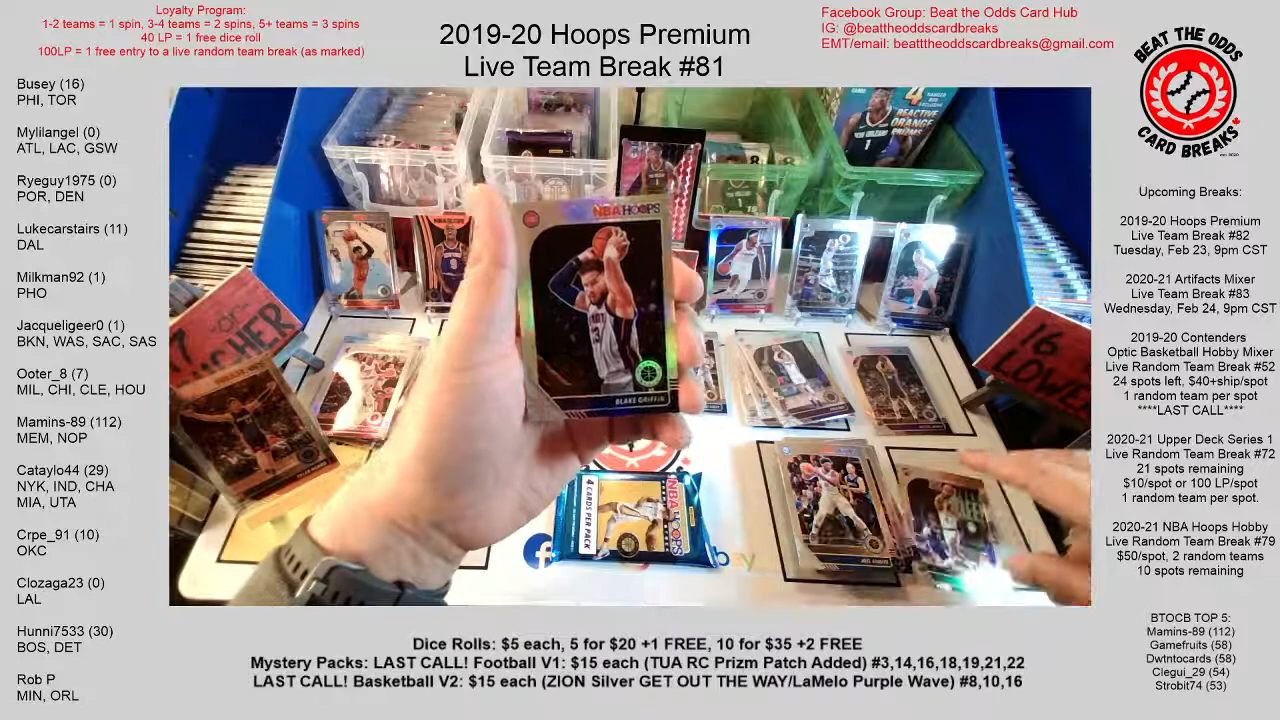 Loyalty Program:
1-2 teams = 1 spin, 3-4 teams = 2 spins, 5+ teams = 3 spins
40 LP = 1 free dice roll
100LP = 1 free entry to a live random team break (as marked)
2019-20 Hoops Premium
Live Team Break #81
Facebook Group: Beat the Odds Card Hub
IG: @beattheoddscardbreaks
EMT/email: beatttheoddscardbreaks@gmail.com
BEAT THE ODDS
CARD BREAKS
Busey (16)
PHI, TOR
Mylilangel (0)
ATL, LAC, GSW
Ryeguy1975 (0)
POR, DEN
Lukecarstairs (11)
DAL
Milkman92 (1)
PHO
Jacqueligeer0 (1)
BKN, WAS, SAC, SAS
Ooter_8 (7)
MIL, CHI, CLE, HOU
Mamins-89 (112)
MEM, NOP
Cataylo44 (29)
NYK, IND, CHA
MIA, UTA
Crpe_91 (10)
OKC
Clozaga23 (0)
LAL
Hunni7533 (30)
BOS, DET
Rob P
MIN, ORL
REACTIVE
ORANGE
PRIZMS
NBA HOOPS
BLAKE GRIFFIN
-or-
16
4 CARDS PER PACK
NBA HOOPS
Upcoming Breaks:
2019-20 Hoops Premium
Live Team Break #82
Tuesday, Feb 23, 9pm CST
2020-21 Artifacts Mixer
Live Team Break #83
Wednesday, Feb 24, 9pm CST
2019-20 Contenders
Optic Basketball Hobby Mixer
Live Random Team Break #52
24 spots left, $40+ship/spot
1 random team per spot
****LAST CALL****
2020-21 Upper Deck Series 1
Live Random Team Break #72
21 spots remaining
$10/spot or 100 LP/spot
1 random team per spot.
2020-21 NBA Hoops Hobby
Live Random Team Break #79
$50/spot, 2 random teams
10 spots remaining
BTOCB TOP 5:
Mamins-89 (112)
Gamefruits (58)
Dwtntocards (58)
Clegui_29 (54)
Strobit74 (53)
Dice Rolls: $5 each, 5 for $20 +1 FREE, 10 for $35 +2 FREE
Mystery Packs: LAST CALL! Football V1: $15 each (TUA RC Prizm Patch Added) #3,14,16,18,19,21,22
LAST CALL! Basketball V2: $15 each (ZION Silver GET OUT THE WAY/LaMelo Purple Wave) #8,10,16